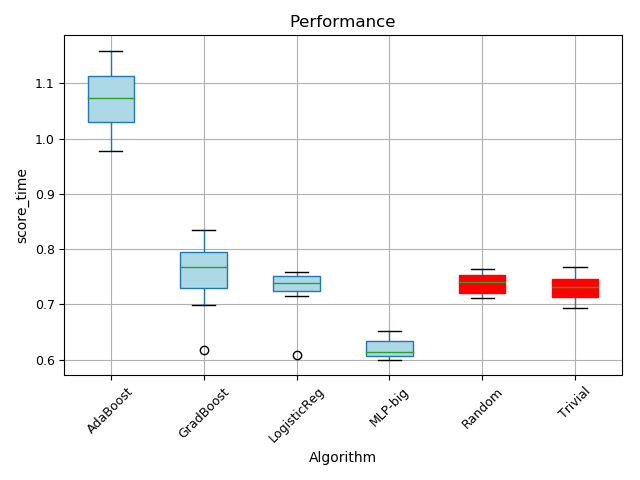 Performance
score_time
1.1
1.0
0.9
0.8
0.7
0.6
AdaBoost
GradBoost
LogisticReg
MLP-big
Random
Trivial
Algorithm